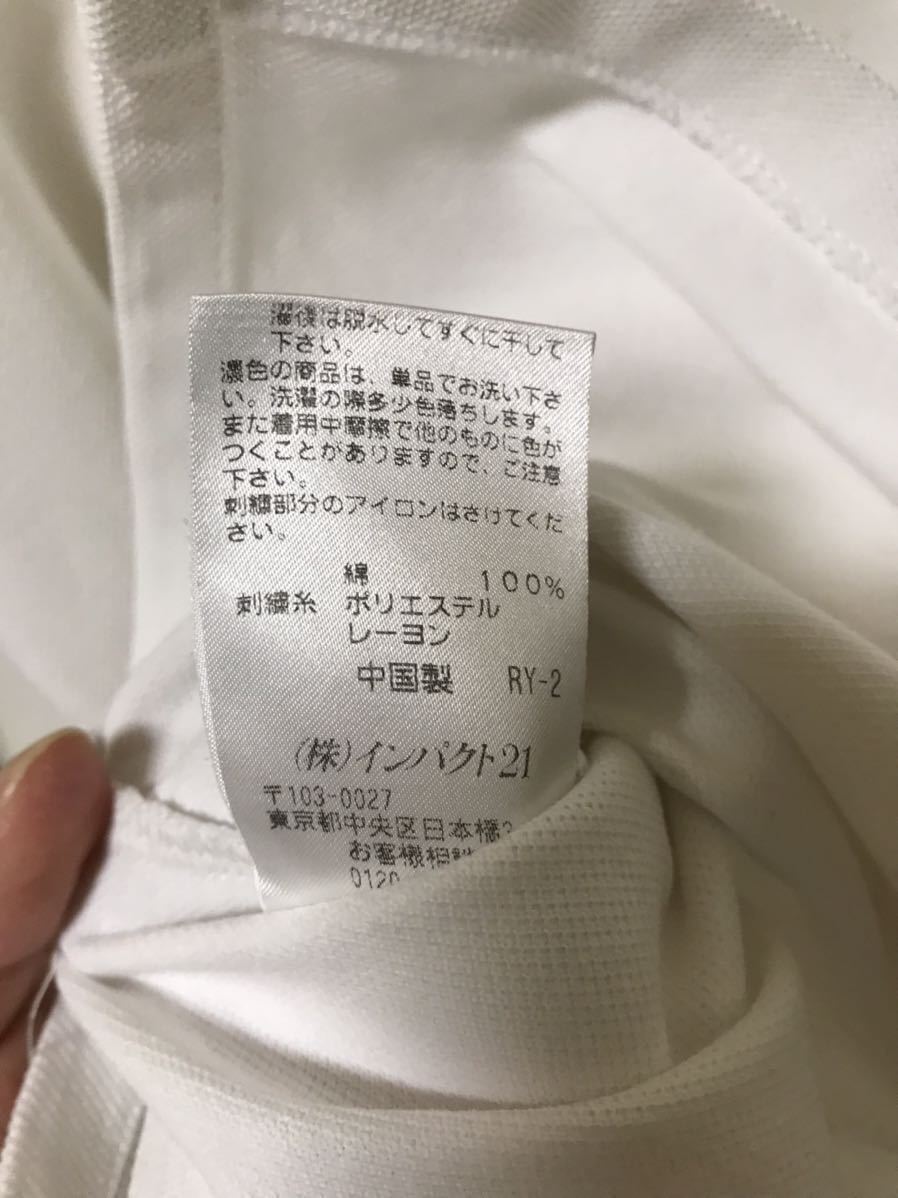 濯後は脱水してすぐに干して
下さい。
濃色の商品は、単品でお洗い下さ
い。洗濯の際多少色落ちします。
また着用中摩擦で他のものに色が
つくことがありますので、ご注意
下さい。
刺繍部分のアイロンはさけてくだ
さい。
綿 100%
刺繍糸 ポリエステル
レーヨン
中国製 RY-2
(株)インパクト21
〒103-0027
東京都中央区日本橋
お客様相談
0120